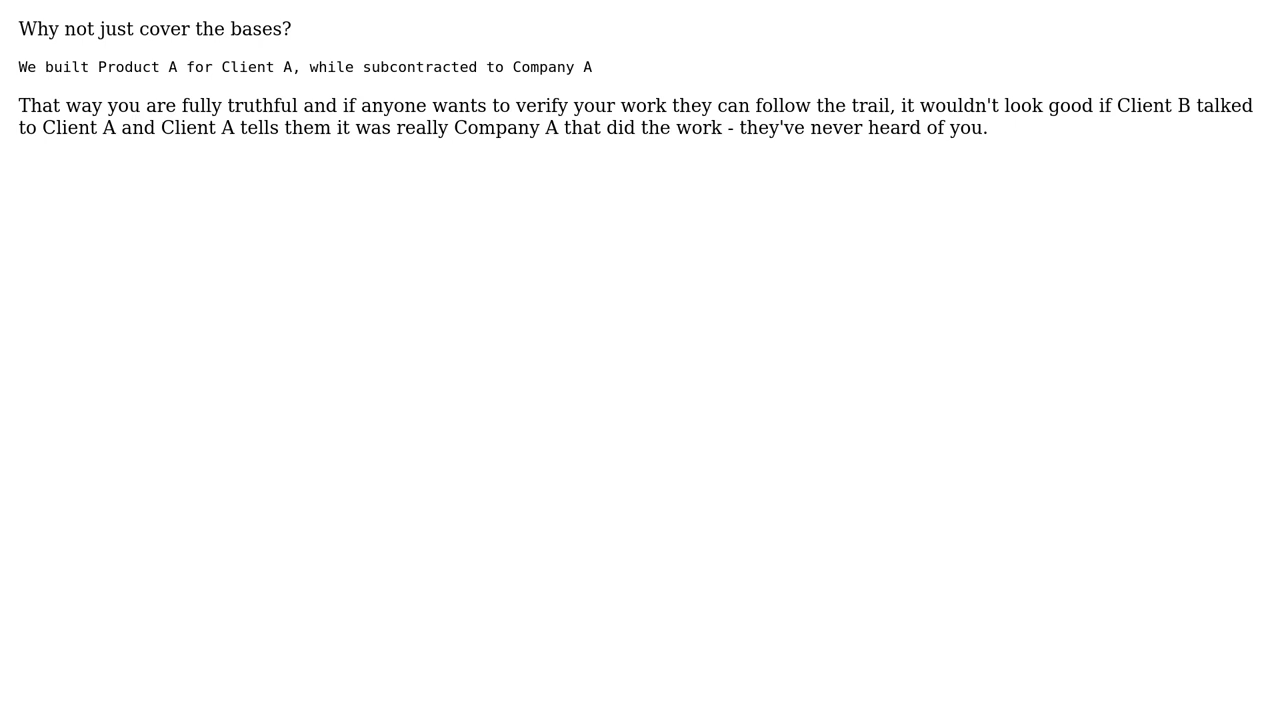 Why not just cover the bases?
We built Product A for Client A, while subcontracted to Company A
That way you are fully truthful and if anyone wants to verify your work they can follow the trail, it wouldn't look good if Client B talked
to Client A and Client A tells them it was really Company A that did the work - they've never heard of you.